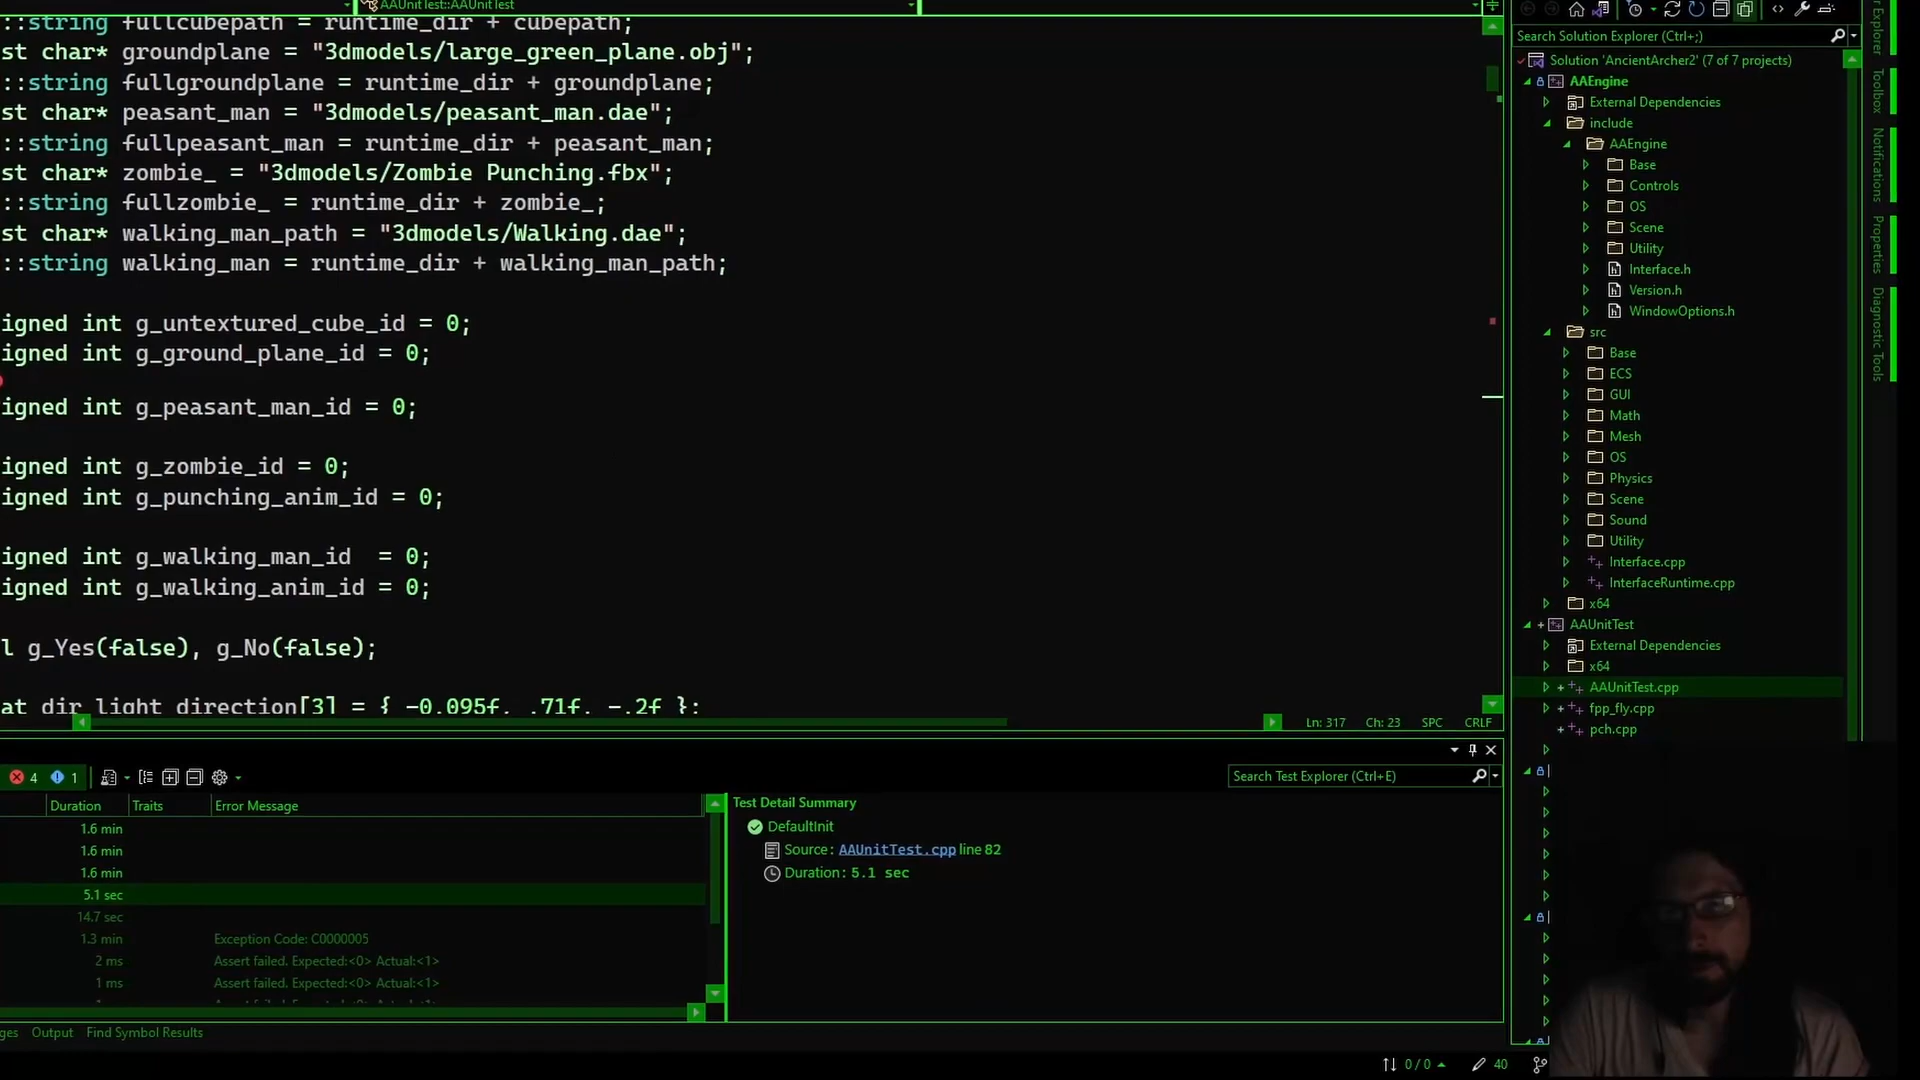 AAUnitTest::AAUnitTest
::string fullcubepath = runtime_dir + cubepath;
st char* groundplane = "3dmodels/large_green_plane.obj";
::string fullgroundplane = runtime_dir + groundplane;
st char* peasant_man = "3dmodels/peasant_man.dae";
::string fullpeasant_man = runtime_dir + peasant_man;
st char* zombie_ = "3dmodels/Zombie Punching.fbx";
::string fullzombie_ = runtime_dir + zombie_;
st char* walking_man_path = "3dmodels/Walking.dae";
::string walking_man = runtime_dir + walking_man_path;
igned int g_untextured_cube_id = 0;
igned int g_ground_plane_id = 0;
igned int g_peasant_man_id = 0;
igned int g_zombie_id = 0;
igned int g_punching_anim_id = 0;
igned int g_walking_man_id  = 0;
igned int g_walking_anim_id = 0;
l g_Yes(false), g_No(false);
at dir_light_direction[3] = { -0.095f, .71f, -.2f };
Ln: 317 Ch: 23 SPC CRLF
4 1
Search Test Explorer (Ctrl+E)
Duration Traits Error Message
1.6 min
1.6 min
1.6 min
5.1 sec
14.7 sec
1.3 min Exception Code: C0000005
2 ms Assert failed. Expected:<0> Actual:<1>
1 ms Assert failed. Expected:<0> Actual:<1>
Test Detail Summary
DefaultInit
Source: AAUnitTest.cpp line 82
Duration: 5.1 sec
ges Output Find Symbol Results
0 / 0 40
Search Solution Explorer (Ctrl+;)
Solution 'AncientArcher2' (7 of 7 projects)
AAEngine
External Dependencies
include
AAEngine
Base
Controls
OS
Scene
Utility
Interface.h
Version.h
WindowOptions.h
src
Base
ECS
GUI
Math
Mesh
OS
Physics
Scene
Sound
Utility
Interface.cpp
InterfaceRuntime.cpp
x64
AAUnitTest
External Dependencies
x64
AAUnitTest.cpp
fpp_fly.cpp
pch.cpp
r Explorer
Toolbox
Notifications
Properties
Diagnostic Tools